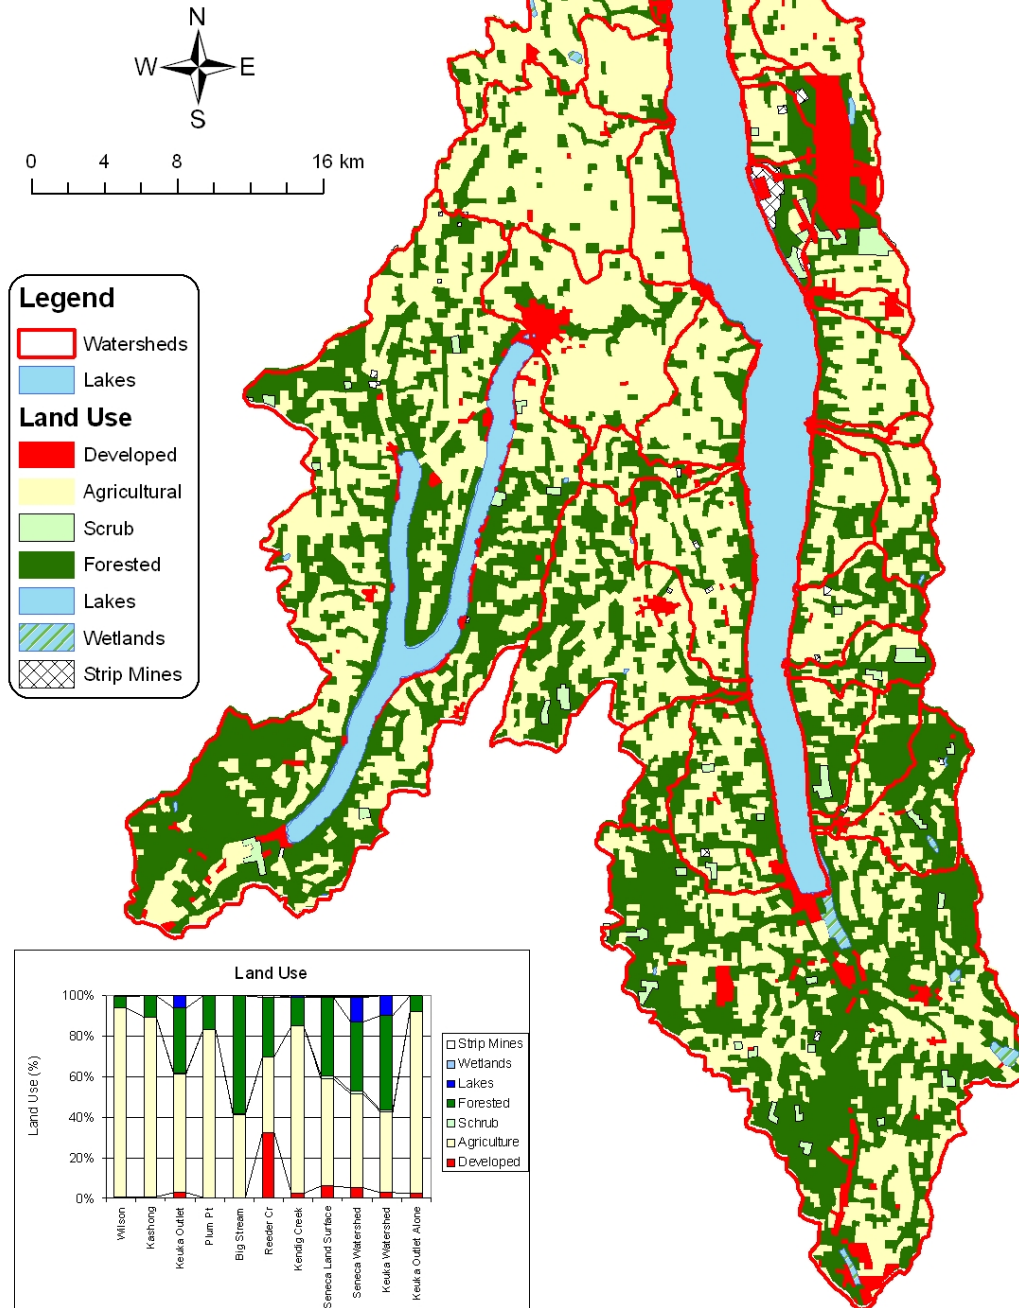 N
W E
S
0 4 8 16 km
Legend
Watersheds
Lakes
Land Use
Developed
Agricultural
Scrub
Forested
Lakes
Wetlands
Strip Mines
Land Use
100%
80%
60%
40%
20%
0%
Land Use (%)
Wilson
Kashong
Keuka Outlet
Plum Pt
Big Stream
Reeder Cr
Kendig Creek
Seneca Land Surface
Seneca Watershed
Keuka Watershed
Keuka Outlet Alone
Strip Mines
Wetlands
Lakes
Forested
Schrub
Agriculture
Developed